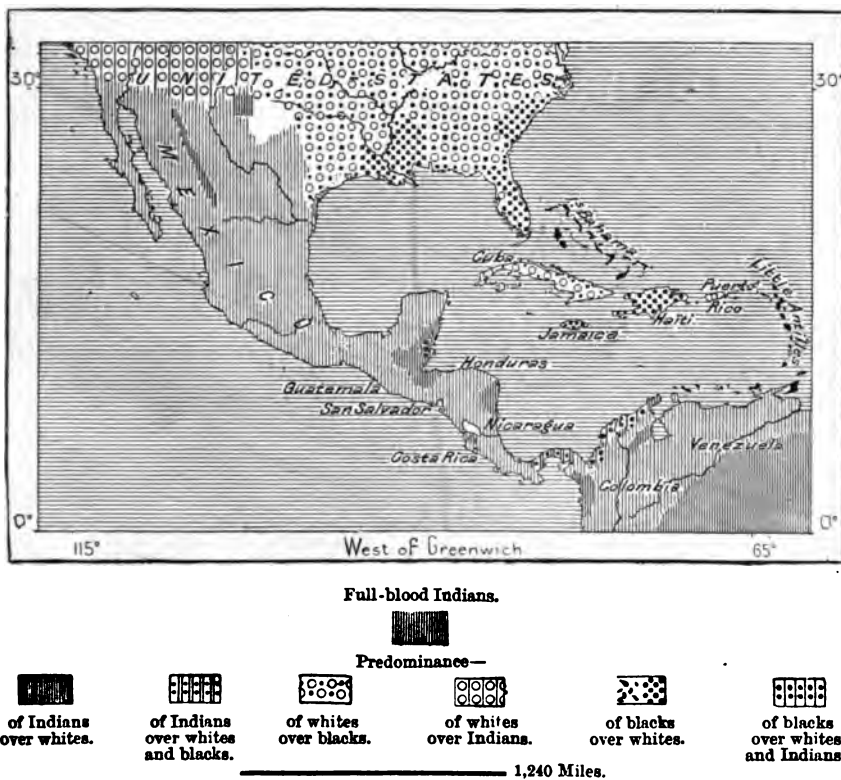 30°
30°
UNITED STATES
MEXICO
Bahamas
Cuba
Little Antilles
Puerto
Rico
Haïti
Jamaica
Honduras
Guatemala
San Salvador
Nicaragua
Costa Rica
Venezuela
Colombia
0°
0°
115°
West of Greenwich
65°
Full-blood Indians.
Predominance—
of Indians
over whites.
of Indians
over whites
and blacks.
of whites
over blacks.
of whites
over Indians.
of blacks
over whites.
of blacks
over whites
and Indians
1,240 Miles.